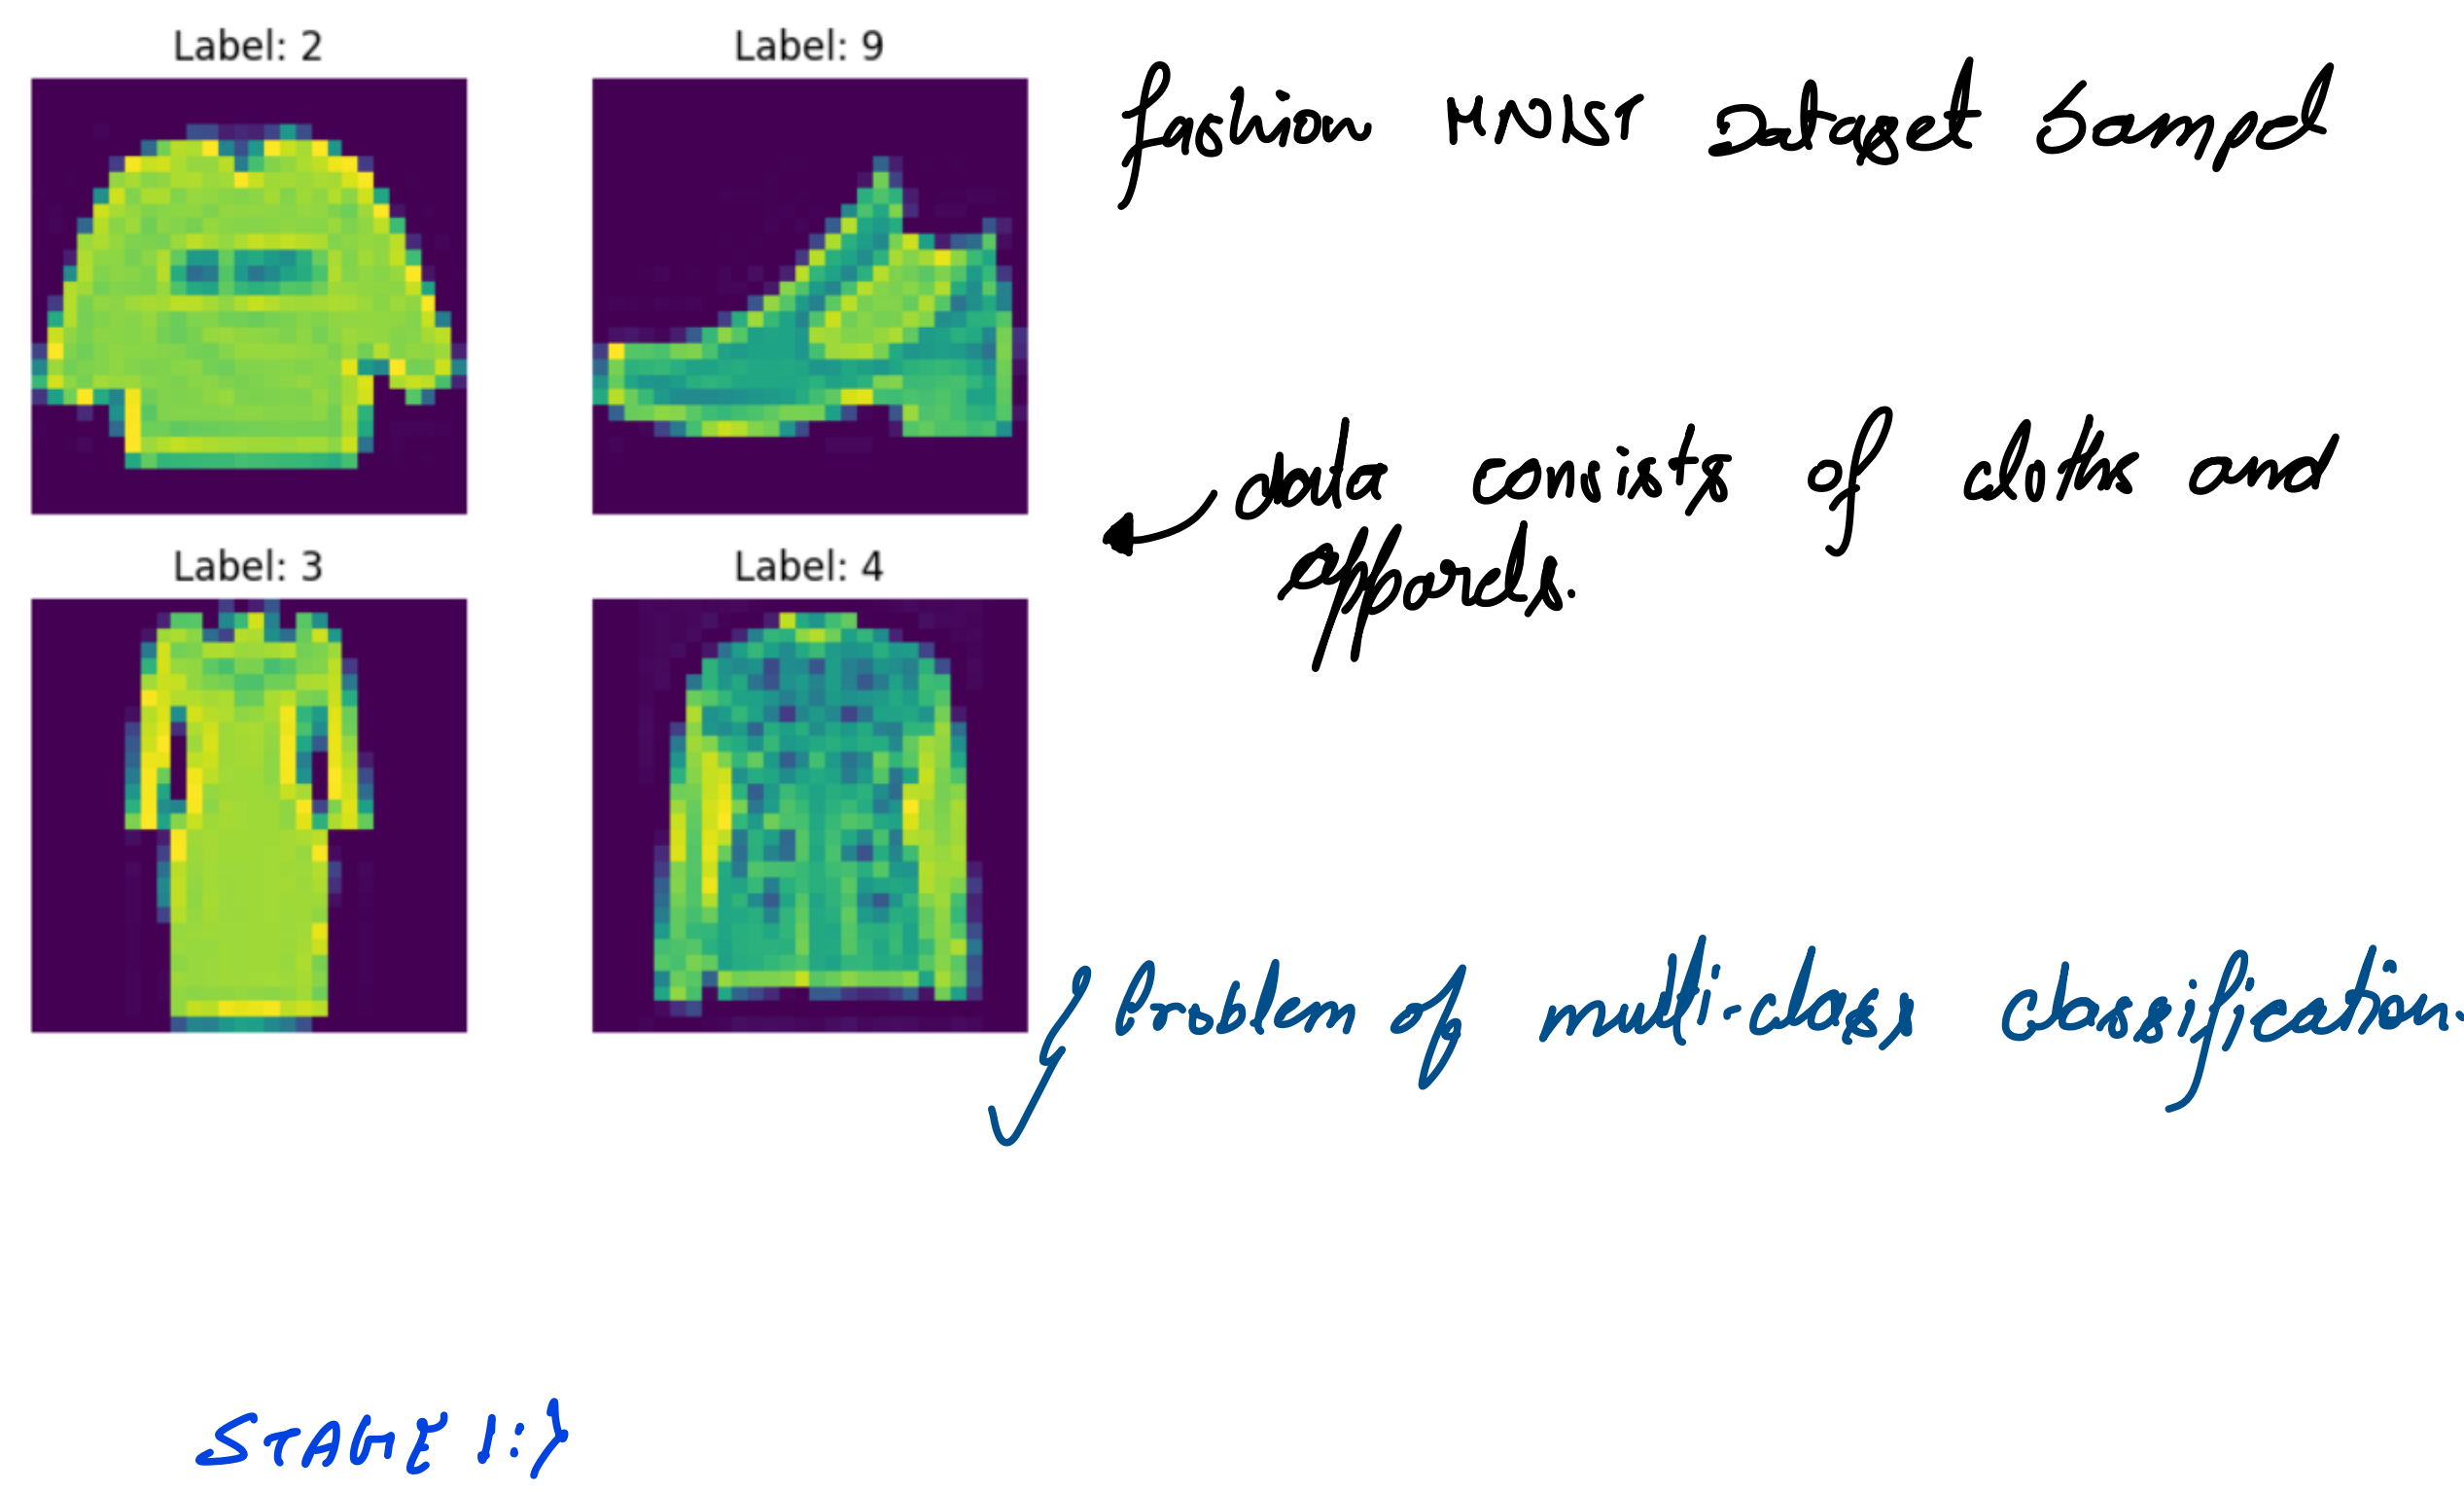 Label: 2
Label: 9
fashion MNIST Dataset
data consists of cloths and
apparels.
Label: 3
Label: 4
problem of multi-class classification.
STAGE 1:-}